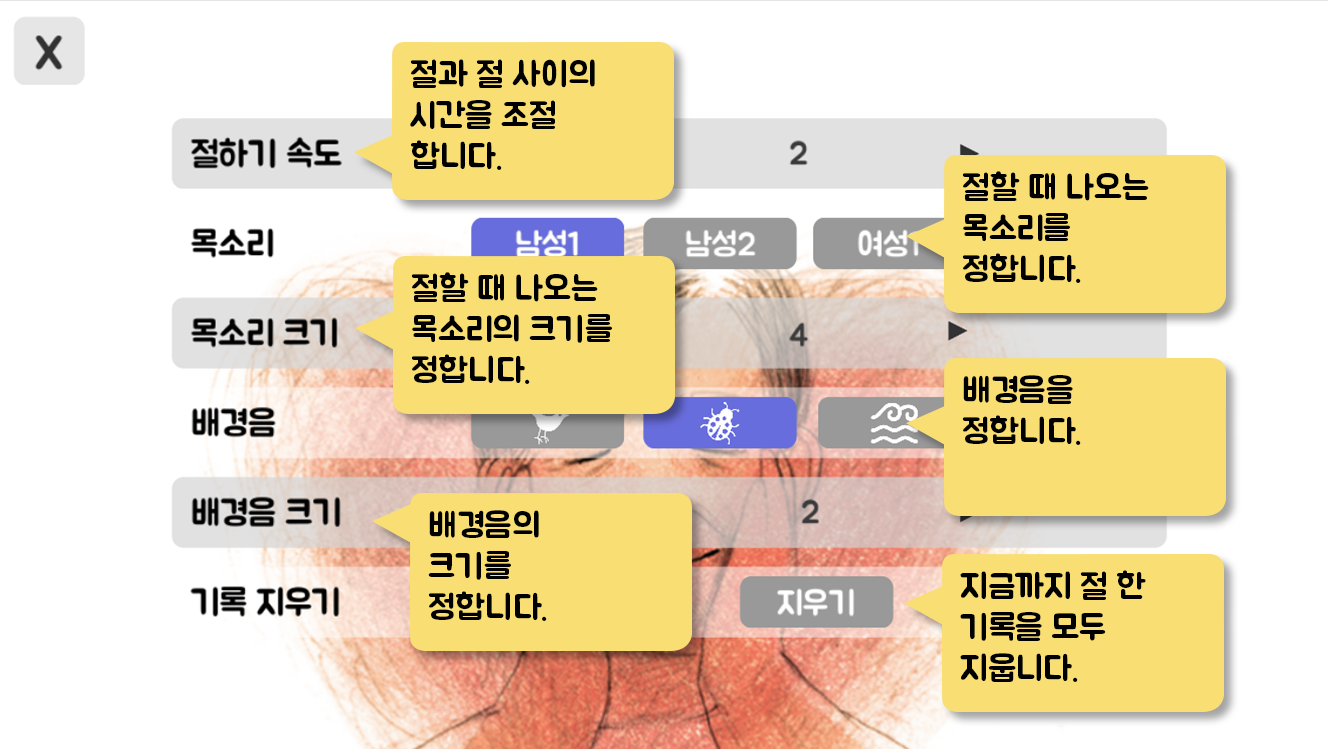 X
절과 절 사이의
시간을 조절
합니다.
절하기 속도
2
절할 때 나오는
목소리를
정합니다.
목소리
남성1
남성2
여성1
절할 때 나오는
목소리의 크기를
정합니다.
목소리 크기
4
배경음을
정합니다.
배경음
배경음 크기
2
배경음의
크기를
정합니다.
기록 지우기
지우기
지금까지 절 한
기록을 모두
지웁니다.